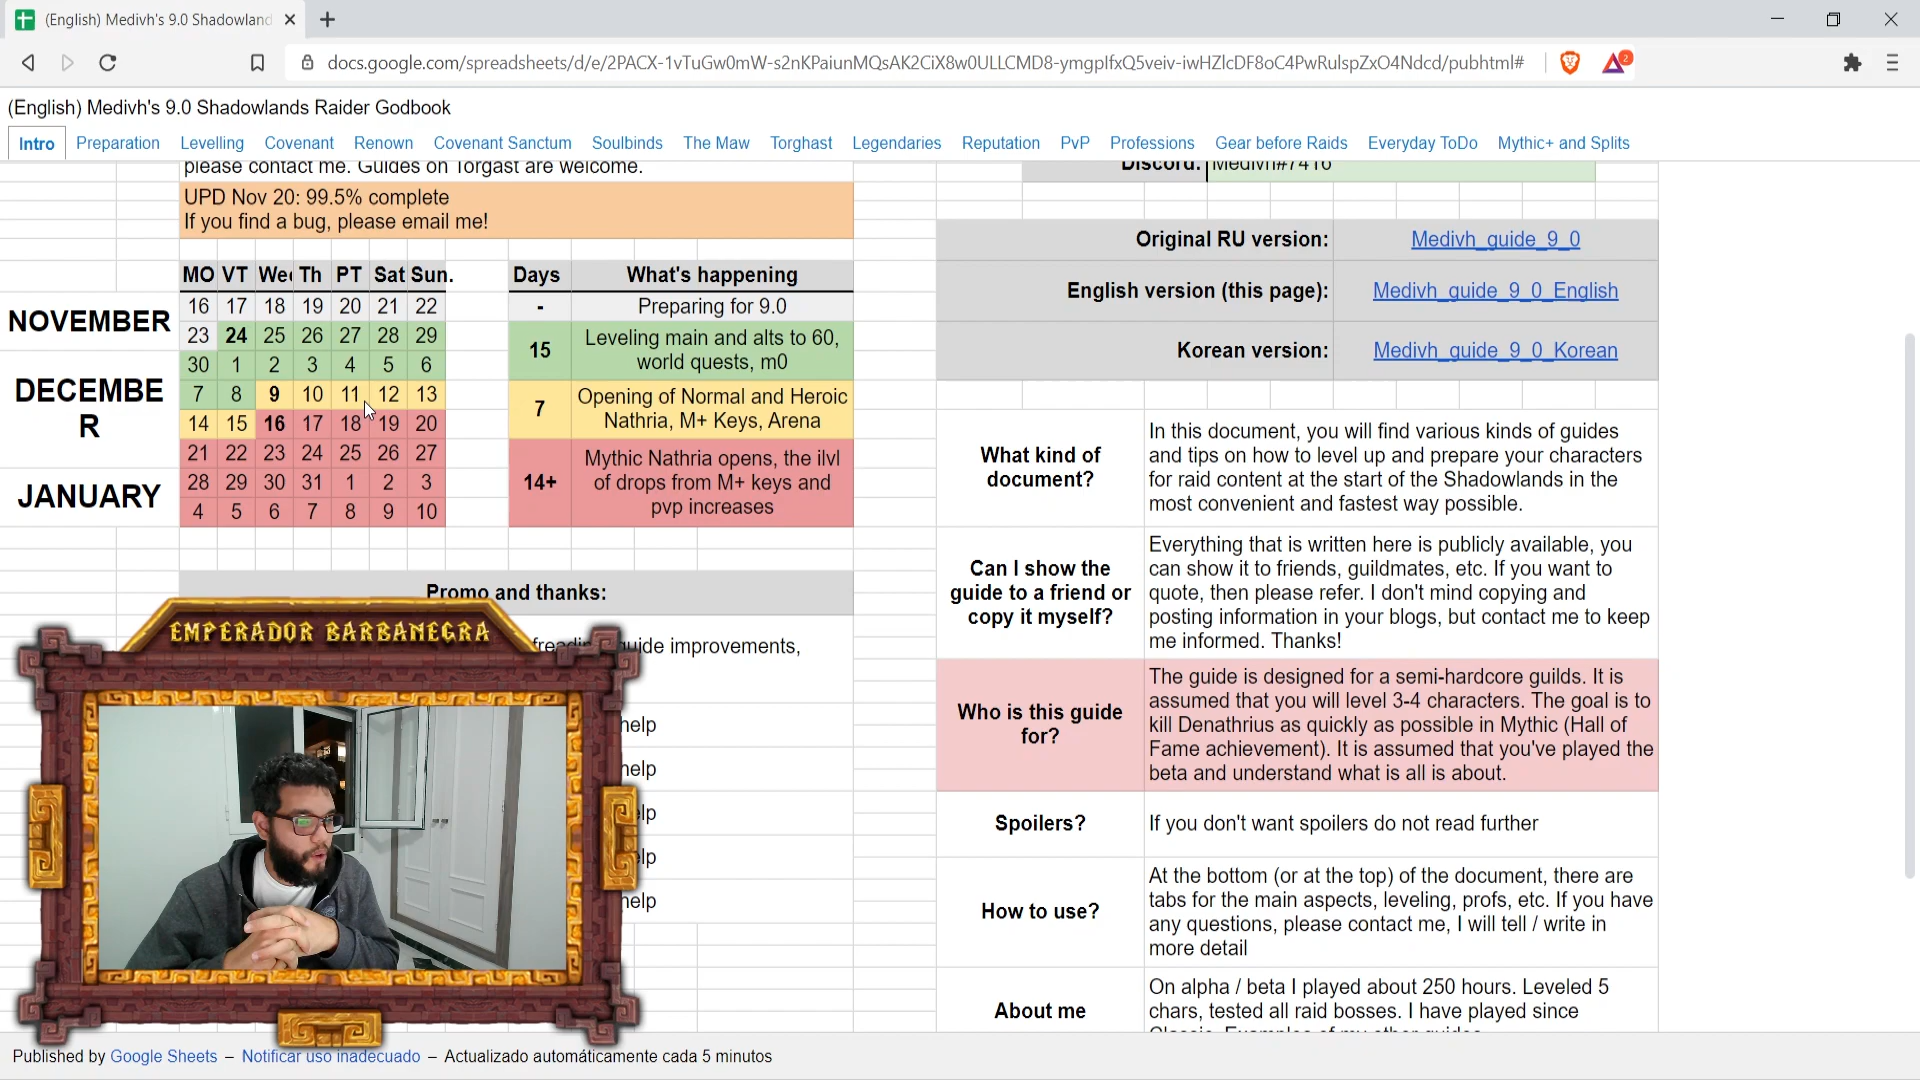 (English) Medivh's 9.0 Shadowland
docs.google.com/spreadsheets/d/e/2PACX-1vTuGw0mW-s2nKPaiunMQsAK2CiX8w0ULLCMD8-ymgplfxQ5veiv-iwHZlcDF8oC4PwRulspZxO4Ndcd/pubhtml#
2
(English) Medivh's 9.0 Shadowlands Raider Godbook
Intro Preparation Levelling Covenant Renown Covenant Sanctum Soulbinds The Maw Torghast Legendaries Reputation PvP Professions Gear before Raids Everyday ToDo Mythic+ and Splits
please contact me. Guides on Torgast are welcome.
UPD Nov 20: 99.5% complete
If you find a bug, please email me!
MO VT Wed Th PT Sat Sun.
NOVEMBER
16 17 18 19 20 21 22
23 24 25 26 27 28 29
DECEMBE
R
30 1 2 3 4 5 6
7 8 9 10 11 12 13
14 15 16 17 18 19 20
21 22 23 24 25 26 27
JANUARY
28 29 30 31 1 2 3
4 5 6 7 8 9 10
Days What's happening
- Preparing for 9.0
15 Leveling main and alts to 60,
world quests, m0
7 Opening of Normal and Heroic
Nathria, M+ Keys, Arena
14+ Mythic Nathria opens, the ilvl
of drops from M+ keys and
pvp increases
Promo and thanks:
guide improvements,
help
help
elp
elp
help
EMPERADOR BARBANEGRA
Discord: Medivh#7416
Original RU version: Medivh_guide_9_0
English version (this page): Medivh_guide_9_0_English
Korean version: Medivh_guide_9_0_Korean
What kind of
document?
In this document, you will find various kinds of guides
and tips on how to level up and prepare your characters
for raid content at the start of the Shadowlands in the
most convenient and fastest way possible.
Can I show the
guide to a friend or
copy it myself?
Everything that is written here is publicly available, you
can show it to friends, guildmates, etc. If you want to
quote, then please refer. I don't mind copying and
posting information in your blogs, but contact me to keep
me informed. Thanks!
Who is this guide
for?
The guide is designed for a semi-hardcore guilds. It is
assumed that you will level 3-4 characters. The goal is to
kill Denathrius as quickly as possible in Mythic (Hall of
Fame achievement). It is assumed that you've played the
beta and understand what is all is about.
Spoilers?
If you don't want spoilers do not read further
How to use?
At the bottom (or at the top) of the document, there are
tabs for the main aspects, leveling, profs, etc. If you have
any questions, please contact me, I will tell / write in
more detail
About me
On alpha / beta I played about 250 hours. Leveled 5
chars, tested all raid bosses. I have played since
Published by Google Sheets – Notificar uso inadecuado – Actualizado automáticamente cada 5 minutos